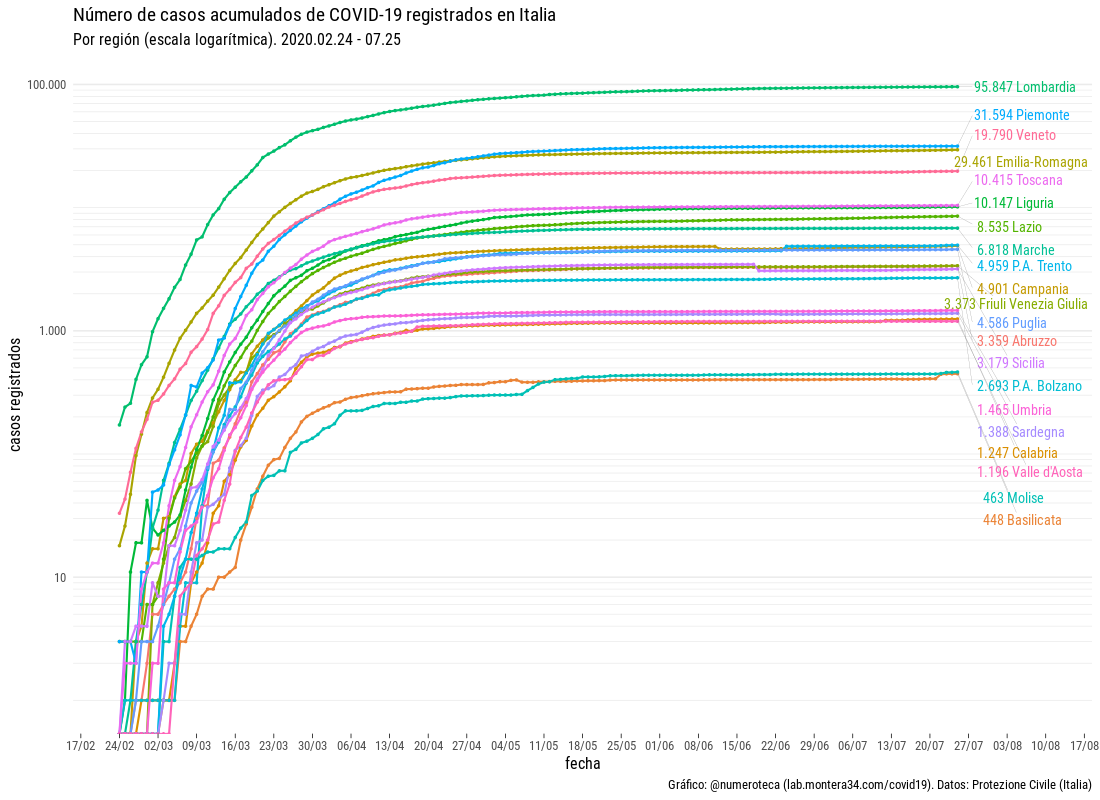 Número de casos acumulados de COVID-19 registrados en Italia
Por región (escala logarítmica). 2020.02.24 - 07.25
100.000
1.000
10
casos registrados
95.847 Lombardia
31.594 Piemonte
19.790 Veneto
29.461 Emilia-Romagna
10.415 Toscana
10.147 Liguria
8.535 Lazio
6.818 Marche
4.959 P.A. Trento
4.901 Campania
3.373 Friuli Venezia Giulia
4.586 Puglia
3.359 Abruzzo
3.179 Sicilia
2.693 P.A. Bolzano
1.465 Umbria
1.388 Sardegna
1.247 Calabria
1.196 Valle d'Aosta
463 Molise
448 Basilicata
17/02 24/02 02/03 09/03 16/03 23/03 30/03 06/04 13/04 20/04 27/04 04/05 11/05 18/05 25/05 01/06 08/06 15/06 22/06 29/06 06/07 13/07 20/07 27/07 03/08 10/08 17/08
fecha
Gráfico: @numeroteca (lab.montera34.com/covid19). Datos: Protezione Civile (Italia)